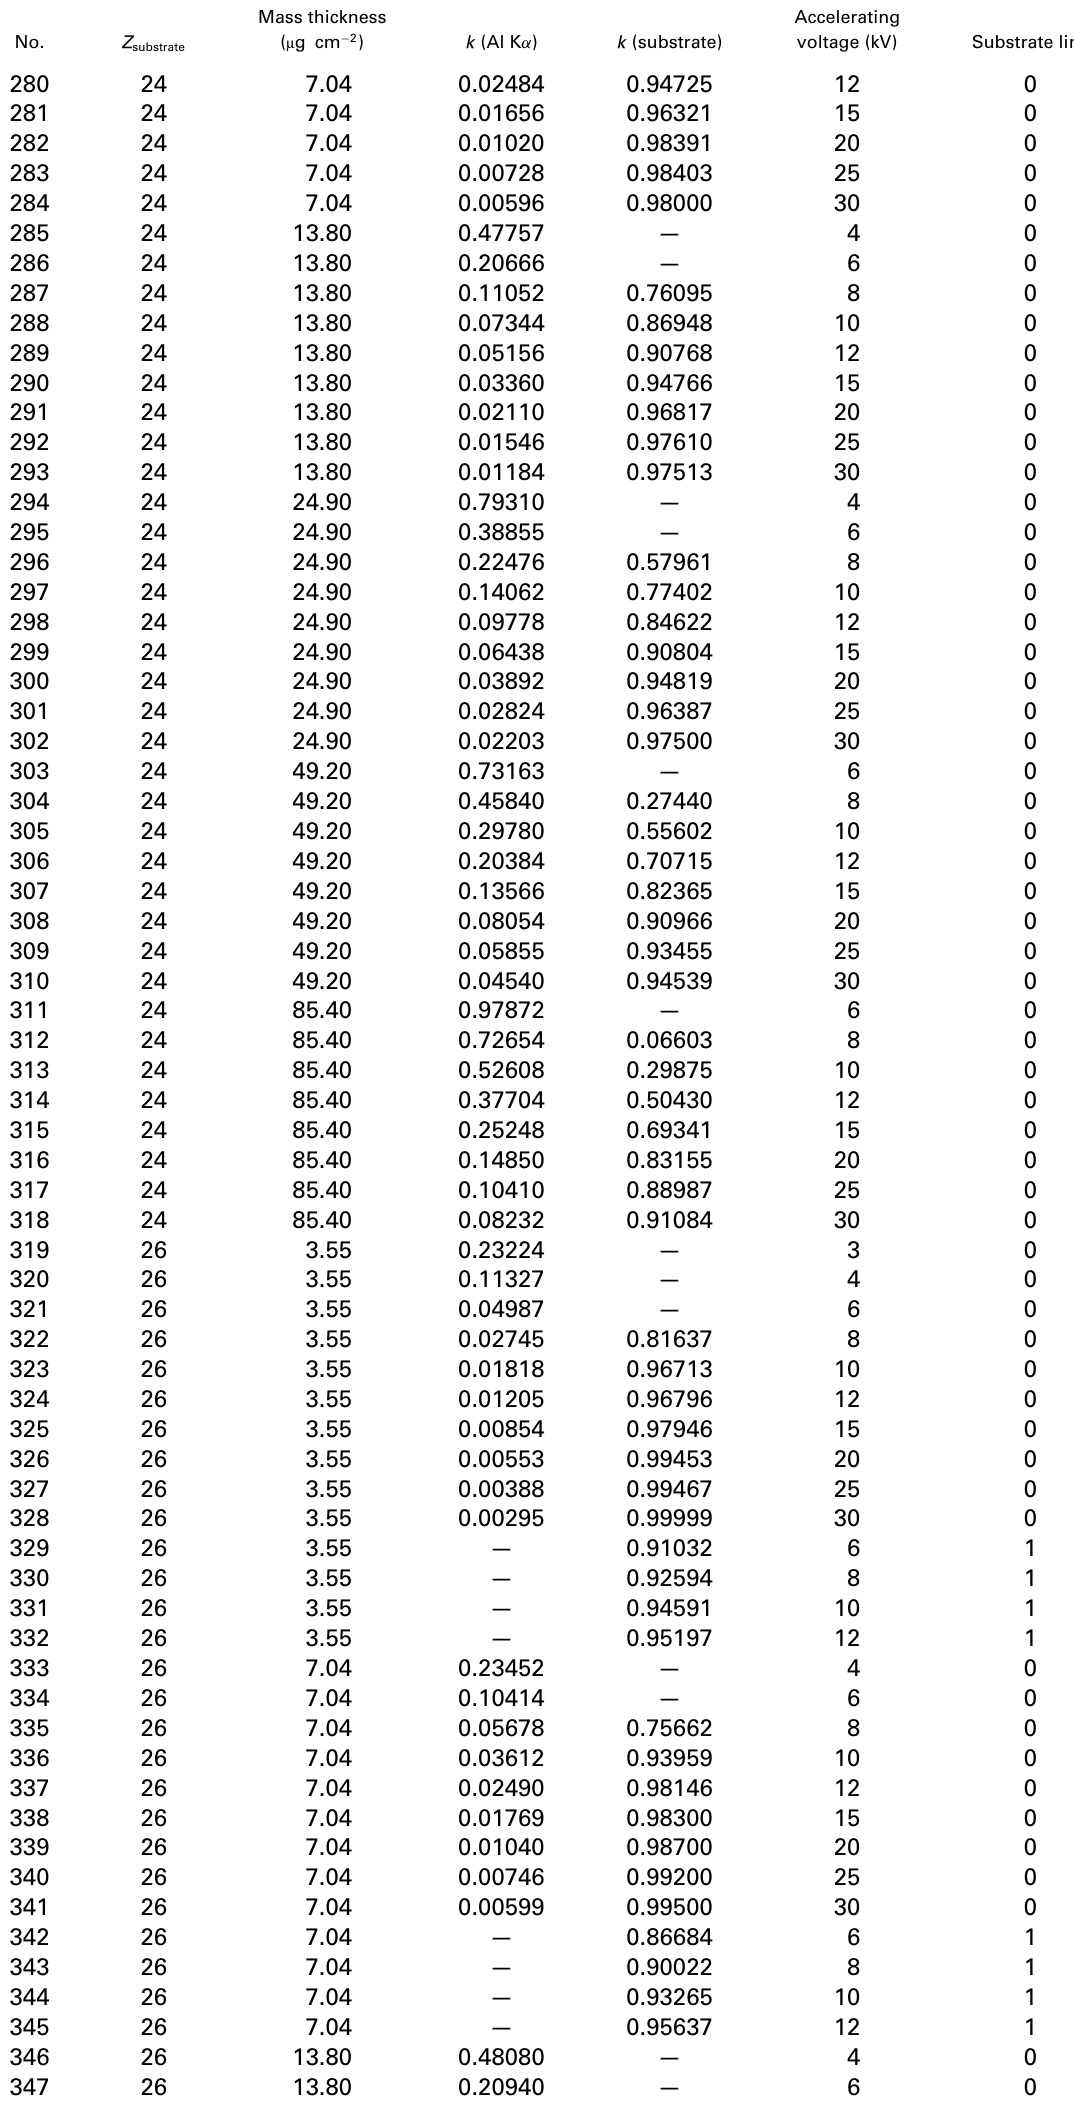 Mass thickness Accelerating
No. Zsubstrate (μg cm−2) k (Al Kα) k (substrate) voltage (kV) Substrate lin
280 24 7.04 0.02484 0.94725 12 0
281 24 7.04 0.01656 0.96321 15 0
282 24 7.04 0.01020 0.98391 20 0
283 24 7.04 0.00728 0.98403 25 0
284 24 7.04 0.00596 0.98000 30 0
285 24 13.80 0.47757 — 4 0
286 24 13.80 0.20666 — 6 0
287 24 13.80 0.11052 0.76095 8 0
288 24 13.80 0.07344 0.86948 10 0
289 24 13.80 0.05156 0.90768 12 0
290 24 13.80 0.03360 0.94766 15 0
291 24 13.80 0.02110 0.96817 20 0
292 24 13.80 0.01546 0.97610 25 0
293 24 13.80 0.01184 0.97513 30 0
294 24 24.90 0.79310 — 4 0
295 24 24.90 0.38855 — 6 0
296 24 24.90 0.22476 0.57961 8 0
297 24 24.90 0.14062 0.77402 10 0
298 24 24.90 0.09778 0.84622 12 0
299 24 24.90 0.06438 0.90804 15 0
300 24 24.90 0.03892 0.94819 20 0
301 24 24.90 0.02824 0.96387 25 0
302 24 24.90 0.02203 0.97500 30 0
303 24 49.20 0.73163 — 6 0
304 24 49.20 0.45840 0.27440 8 0
305 24 49.20 0.29780 0.55602 10 0
306 24 49.20 0.20384 0.70715 12 0
307 24 49.20 0.13566 0.82365 15 0
308 24 49.20 0.08054 0.90966 20 0
309 24 49.20 0.05855 0.93455 25 0
310 24 49.20 0.04540 0.94539 30 0
311 24 85.40 0.97872 — 6 0
312 24 85.40 0.72654 0.06603 8 0
313 24 85.40 0.52608 0.29875 10 0
314 24 85.40 0.37704 0.50430 12 0
315 24 85.40 0.25248 0.69341 15 0
316 24 85.40 0.14850 0.83155 20 0
317 24 85.40 0.10410 0.88987 25 0
318 24 85.40 0.08232 0.91084 30 0
319 26 3.55 0.23224 — 3 0
320 26 3.55 0.11327 — 4 0
321 26 3.55 0.04987 — 6 0
322 26 3.55 0.02745 0.81637 8 0
323 26 3.55 0.01818 0.96713 10 0
324 26 3.55 0.01205 0.96796 12 0
325 26 3.55 0.00854 0.97946 15 0
326 26 3.55 0.00553 0.99453 20 0
327 26 3.55 0.00388 0.99467 25 0
328 26 3.55 0.00295 0.99999 30 0
329 26 3.55 — 0.91032 6 1
330 26 3.55 — 0.92594 8 1
331 26 3.55 — 0.94591 10 1
332 26 3.55 — 0.95197 12 1
333 26 7.04 0.23452 — 4 0
334 26 7.04 0.10414 — 6 0
335 26 7.04 0.05678 0.75662 8 0
336 26 7.04 0.03612 0.93959 10 0
337 26 7.04 0.02490 0.98146 12 0
338 26 7.04 0.01769 0.98300 15 0
339 26 7.04 0.01040 0.98700 20 0
340 26 7.04 0.00746 0.99200 25 0
341 26 7.04 0.00599 0.99500 30 0
342 26 7.04 — 0.86684 6 1
343 26 7.04 — 0.90022 8 1
344 26 7.04 — 0.93265 10 1
345 26 7.04 — 0.95637 12 1
346 26 13.80 0.48080 — 4 0
347 26 13.80 0.20940 — 6 0